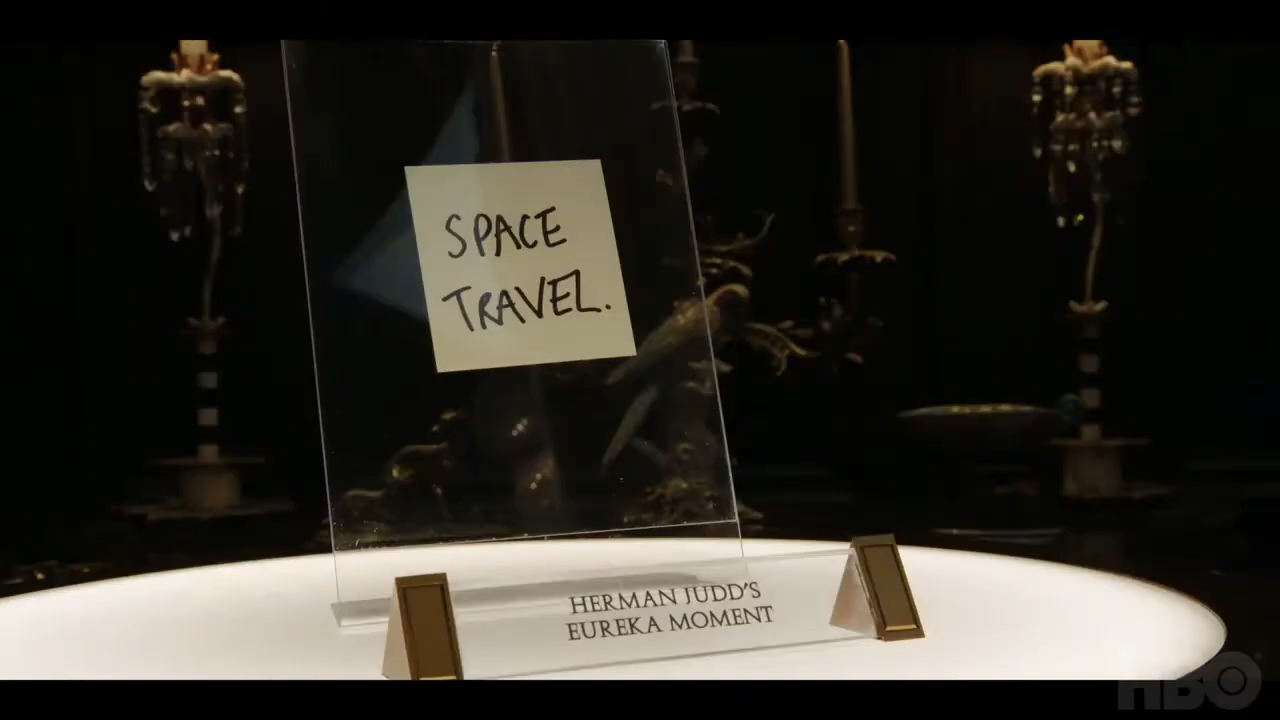 SPACE
TRAVEL.
HERMAN JUDD'S
EUREKA MOMENT
HBO